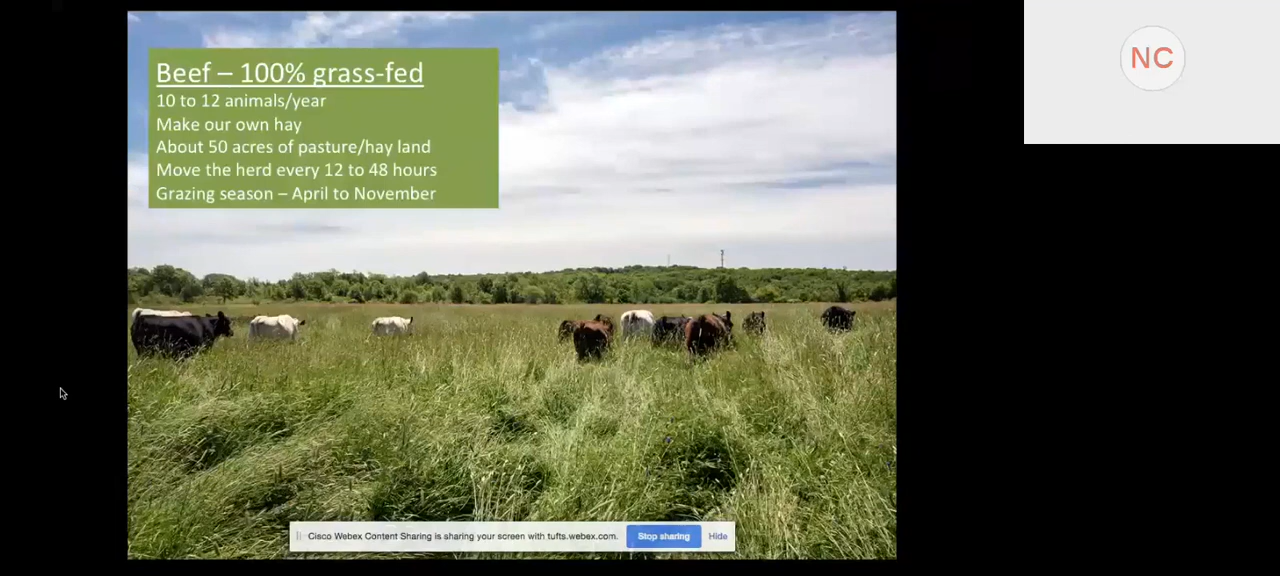 Beef – 100% grass-fed
10 to 12 animals/year
Make our own hay
About 50 acres of pasture/hay land
Move the herd every 12 to 48 hours
Grazing season – April to November
NC
Cisco Webex Content Sharing is sharing your screen with tufts.webex.com. Stop sharing Hide